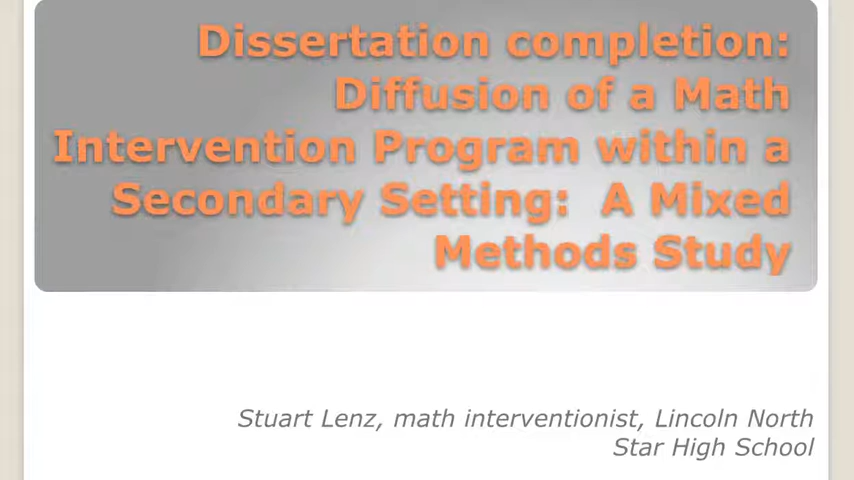 Dissertation completion:
Diffusion of a Math
Intervention Program within a
Secondary Setting:  A Mixed
Methods Study
Stuart Lenz, math interventionist, Lincoln North
Star High School